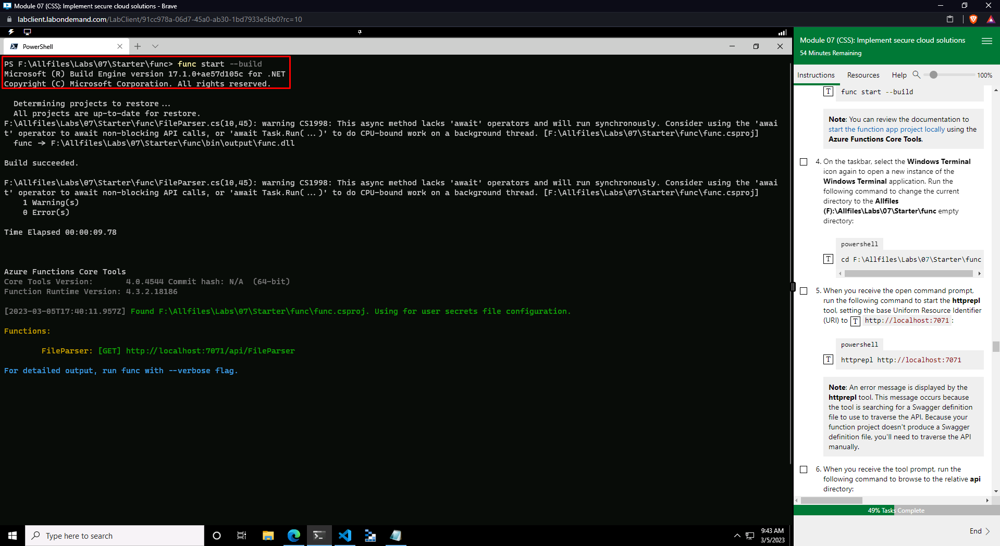 Module 07 (CSS): Implement secure cloud solutions - Brave
labclient.labondemand.com/LabClient/91cc978a-06d7-45a0-ab30-1bd7933e5bb0?rc=10
PowerShell
PS F:\Allfiles\Labs\07\Starter\func> func start --build
Microsoft (R) Build Engine version 17.1.0+ae57d105c for .NET
Copyright (C) Microsoft Corporation. All rights reserved.
Determining projects to restore...
All projects are up-to-date for restore.
F:\Allfiles\Labs\07\Starter\func\FileParser.cs(10,45): warning CS1998: This async method lacks 'await' operators and will run synchronously. Consider using the 'awai
t' operator to await non-blocking API calls, or 'await Task.Run(...)' to do CPU-bound work on a background thread. [F:\Allfiles\Labs\07\Starter\func\func.csproj]
func -> F:\Allfiles\Labs\07\Starter\func\bin\output\func.dll
Build succeeded.
F:\Allfiles\Labs\07\Starter\func\FileParser.cs(10,45): warning CS1998: This async method lacks 'await' operators and will run synchronously. Consider using the 'awai
t' operator to await non-blocking API calls, or 'await Task.Run(...)' to do CPU-bound work on a background thread. [F:\Allfiles\Labs\07\Starter\func\func.csproj]
1 Warning(s)
0 Error(s)
Time Elapsed 00:00:09.78
Azure Functions Core Tools
Core Tools Version: 4.0.4544 Commit hash: N/A (64-bit)
Function Runtime Version: 4.3.2.18186
[2023-03-05T17:40:11.957Z] Found F:\Allfiles\Labs\07\Starter\func\func.csproj. Using for user secrets file configuration.
Functions:
FileParser: [GET] http://localhost:7071/api/FileParser
For detailed output, run func with --verbose flag.
Module 07 (CSS): Implement secure cloud solutions
54 Minutes Remaining
Instructions Resources Help 100%
T func start --build
Note: You can review the documentation to
start the function app project locally using the
Azure Functions Core Tools.
4. On the taskbar, select the Windows Terminal
icon again to open a new instance of the
Windows Terminal application. Run the
following command to change the current
directory to the Allfiles
(F):\Allfiles\Labs\07\Starter\func empty
directory:
powershell
T cd F:\Allfiles\Labs\07\Starter\func
5. When you receive the open command prompt,
run the following command to start the httprepl
tool, setting the base Uniform Resource Identifier
(URI) to T http://localhost:7071 :
powershell
T httprepl http://localhost:7071
Note: An error message is displayed by the
httprepl tool. This message occurs because
the tool is searching for a Swagger definition
file to use to traverse the API. Because your
function project doesn't produce a Swagger
definition file, you'll need to traverse the API
manually.
6. When you receive the tool prompt, run the
following command to browse to the relative api
directory:
49% Tasks Complete
End
Type here to search
9:43 AM
3/5/2023